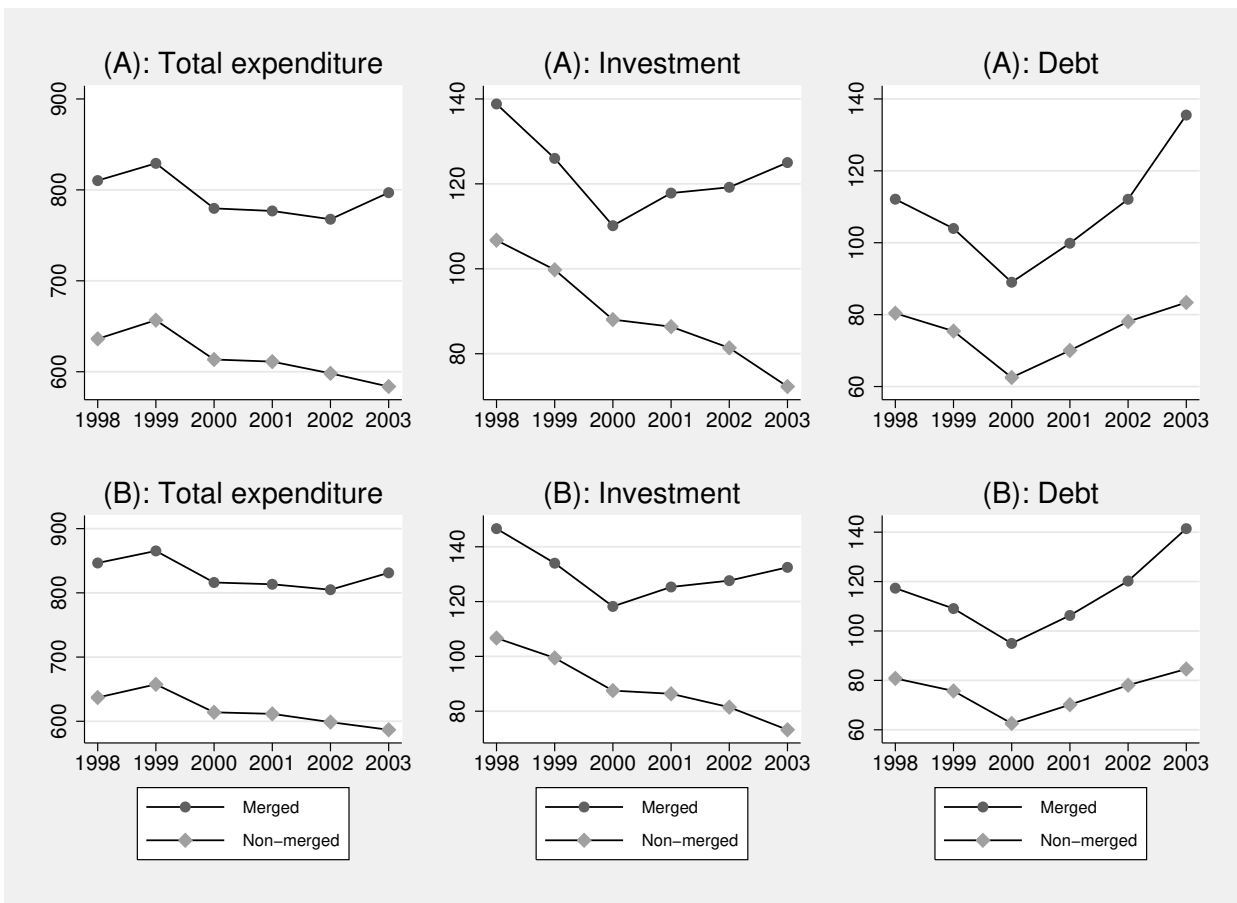 (A): Total expenditure
900
800
700
600
1998 1999 2000 2001 2002 2003
(A): Investment
140
120
100
80
1998 1999 2000 2001 2002 2003
(A): Debt
140
120
100
80
60
1998 1999 2000 2001 2002 2003
(B): Total expenditure
900
800
700
600
1998 1999 2000 2001 2002 2003
Merged
Non−merged
(B): Investment
140
120
100
80
1998 1999 2000 2001 2002 2003
Merged
Non−merged
(B): Debt
140
120
100
80
60
1998 1999 2000 2001 2002 2003
Merged
Non−merged